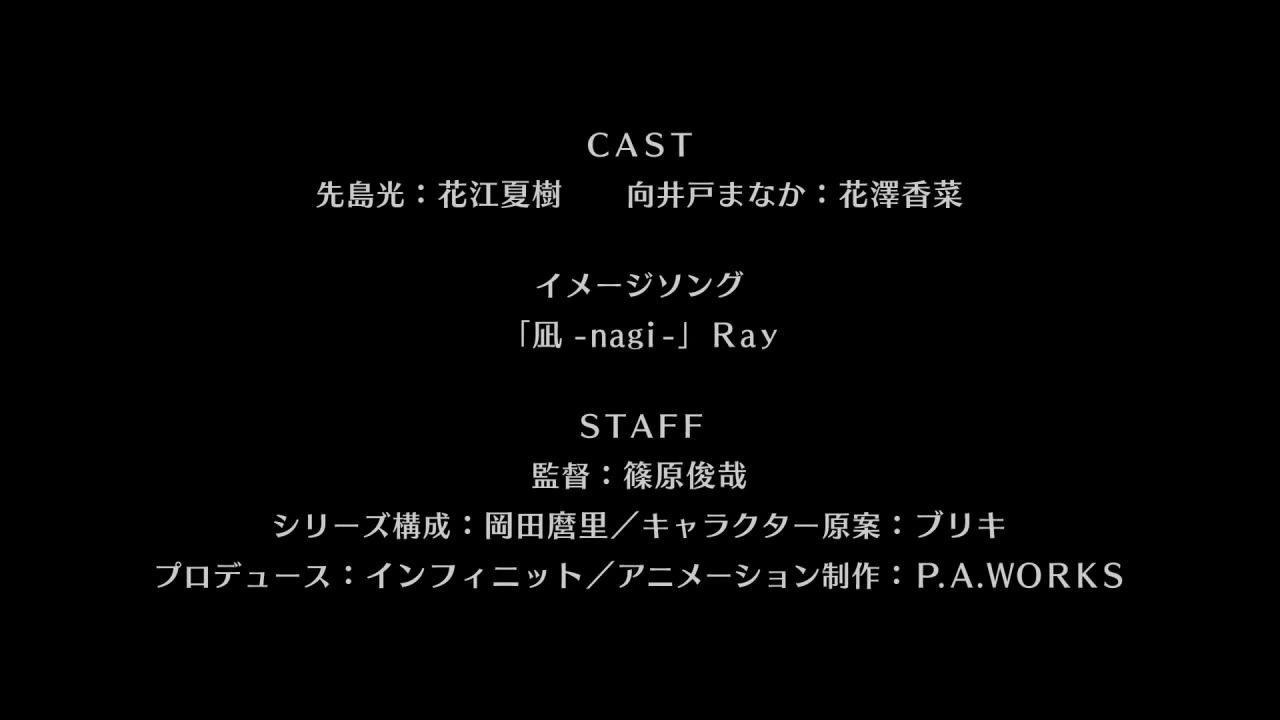 CAST
先島光：花江夏樹　　向井戸まなか：花澤香菜
イメージソング
「凪 -nagi-」Ray
STAFF
監督：篠原俊哉
シリーズ構成：岡田麿里／キャラクター原案：ブリキ
プロデュース：インフィニット／アニメーション制作：P.A.WORKS